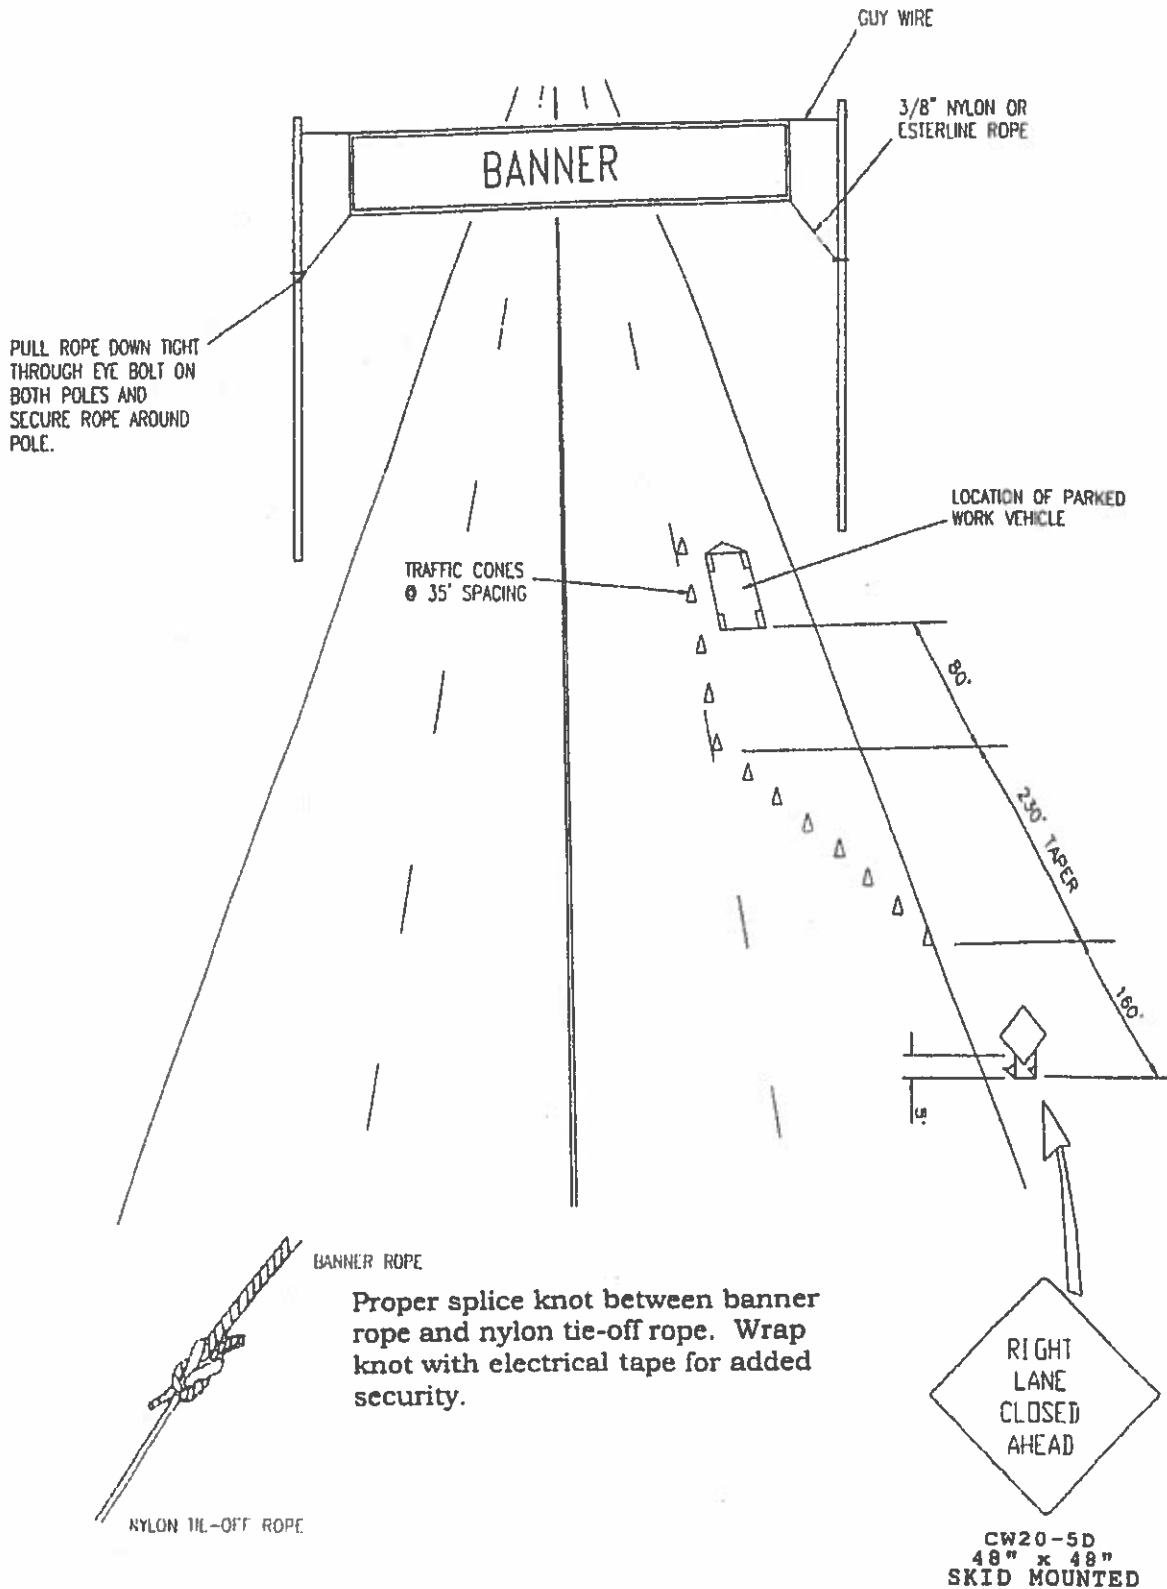 GUY WIRE
3/8" NYLON OR
ESTERLINE ROPE
BANNER
PULL ROPE DOWN TIGHT
THROUGH EYE BOLT ON
BOTH POLES AND
SECURE ROPE AROUND
POLE.
LOCATION OF PARKED
WORK VEHICLE
TRAFFIC CONES
@ 35' SPACING
80'
230' TAPER
160'
5'
BANNER ROPE
Proper splice knot between banner
rope and nylon tie-off rope. Wrap
knot with electrical tape for added
security.
NYLON TIE-OFF ROPE
RIGHT
LANE
CLOSED
AHEAD
CW20-5D
48" x 48"
SKID MOUNTED